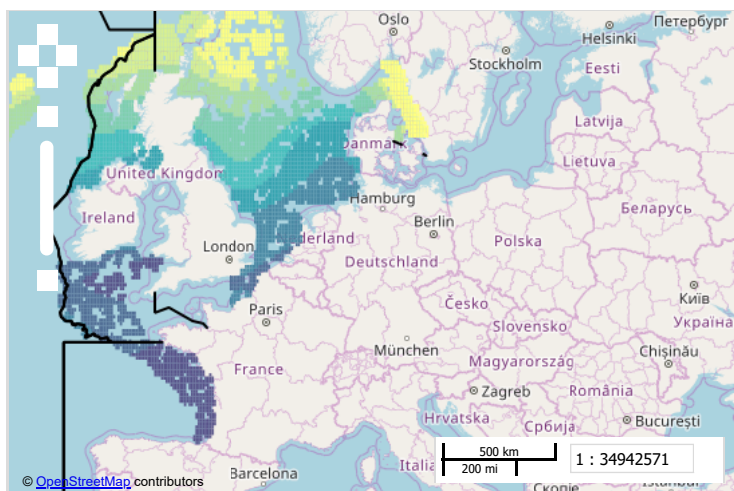 Oslo
Петербург
Helsinki
Stockholm
Eesti
Latvija
Danmark
Lietuva
United Kingdom
Hamburg
Беларусь
Ireland
Berlin
London
derland
Polska
Deutschland
Київ
Paris
Česko
Україна
Slovensko
München
Chișinău
France
Magyarország
Zagreb
România
Hrvatska
Србија
București
500 km
200 mi
1 : 34942571
Italia
Barcelona
© OpenStreetMap contributors
Скопје